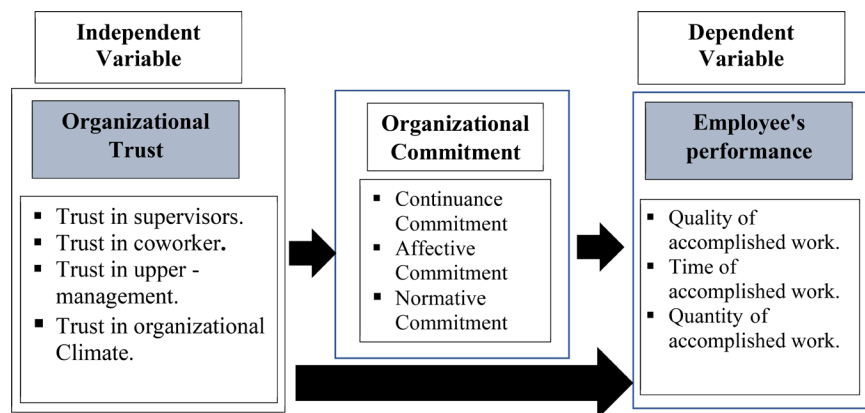 Independent
Variable
Organizational
Trust
▪ Trust in supervisors.
▪ Trust in coworker.
▪ Trust in upper -
management.
▪ Trust in organizational
Climate.
Organizational
Commitment
▪ Continuance
Commitment
▪ Affective
Commitment
▪ Normative
Commitment
Dependent
Variable
Employee's
performance
▪ Quality of
accomplished work.
▪ Time of
accomplished work.
▪ Quantity of
accomplished work.